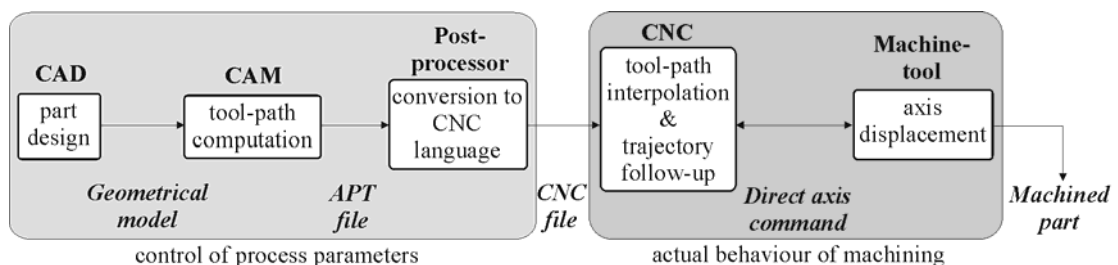 CAD
part
design
Geometrical
model
CAM
tool-path
computation
APT
file
Post-
processor
conversion to
CNC
language
CNC
file
control of process parameters
CNC
tool-path
interpolation
&
trajectory
follow-up
Direct axis
command
Machine-
tool
axis
displacement
Machined
part
actual behaviour of machining